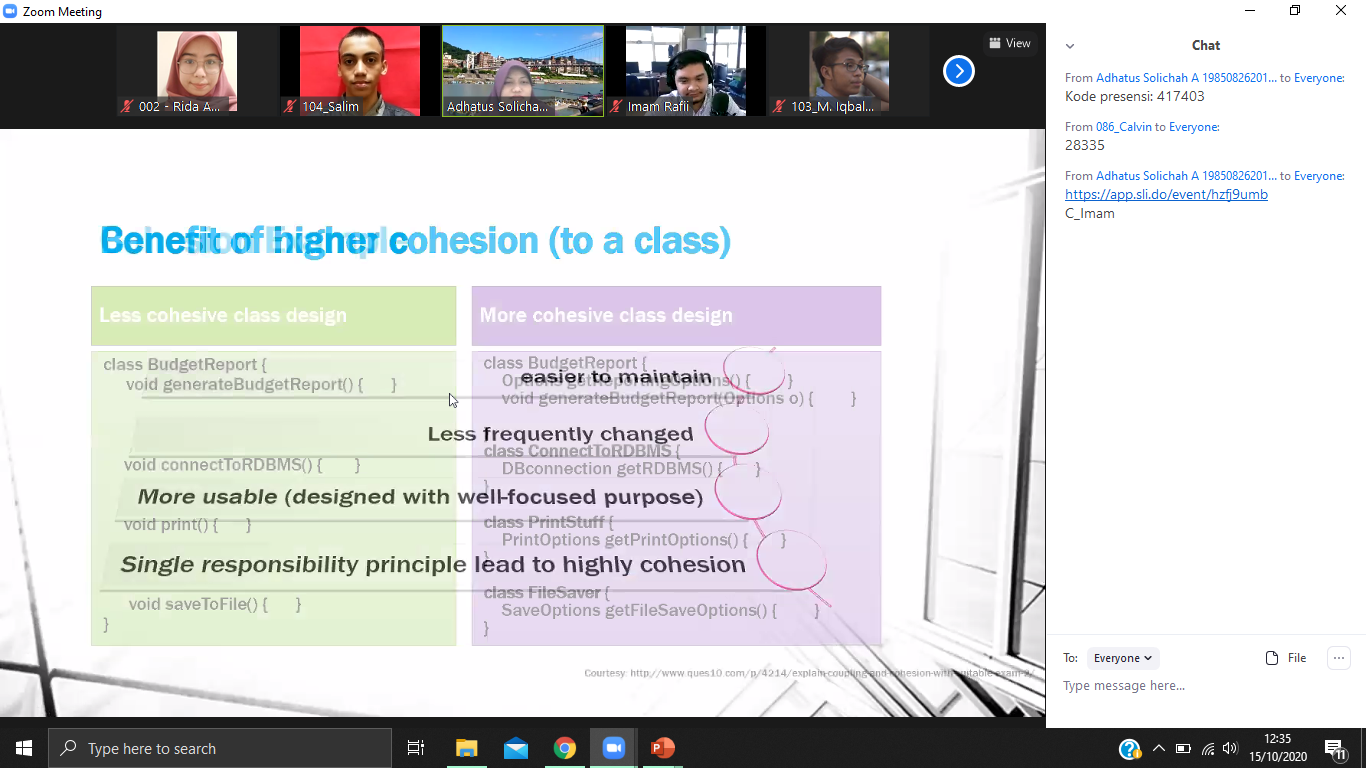 Zoom Meeting
002 - Rida A...
104_Salim
Adhatus Solicha...
Imam Rafii
103_M. Iqbal...
View
Benefit of higher cohesion (to a class)
Less cohesive class design
More cohesive class design
class BudgetReport {
void generateBudgetReport() { }
void connectToRDBMS() { }
void print() { }
void saveToFile() { }
}
class BudgetReport {
Options getReportingOptions() { }
void generateBudgetReport(Options o) { }
class ConnectToRDBMS {
DBconnection getRDBMS() { }
}
class PrintStuff {
PrintOptions getPrintOptions() { }
}
class FileSaver {
SaveOptions getFileSaveOptions() { }
}
easier to maintain
Less frequently changed
More usable (designed with well-focused purpose)
Single responsibility principle lead to highly cohesion
Courtesy: http://www.ques10.com/p/4214/explain-coupling-and-cohesion-with-suitable-exam-2/
Chat
From Adhatus Solichah A 19850826201... to Everyone:
Kode presensi: 417403
From 086_Calvin to Everyone:
28335
From Adhatus Solichah A 19850826201... to Everyone:
https://app.sli.do/event/hzfj9umb
C_Imam
To: Everyone File ...
Type message here...
Type here to search
12:35
15/10/2020
11